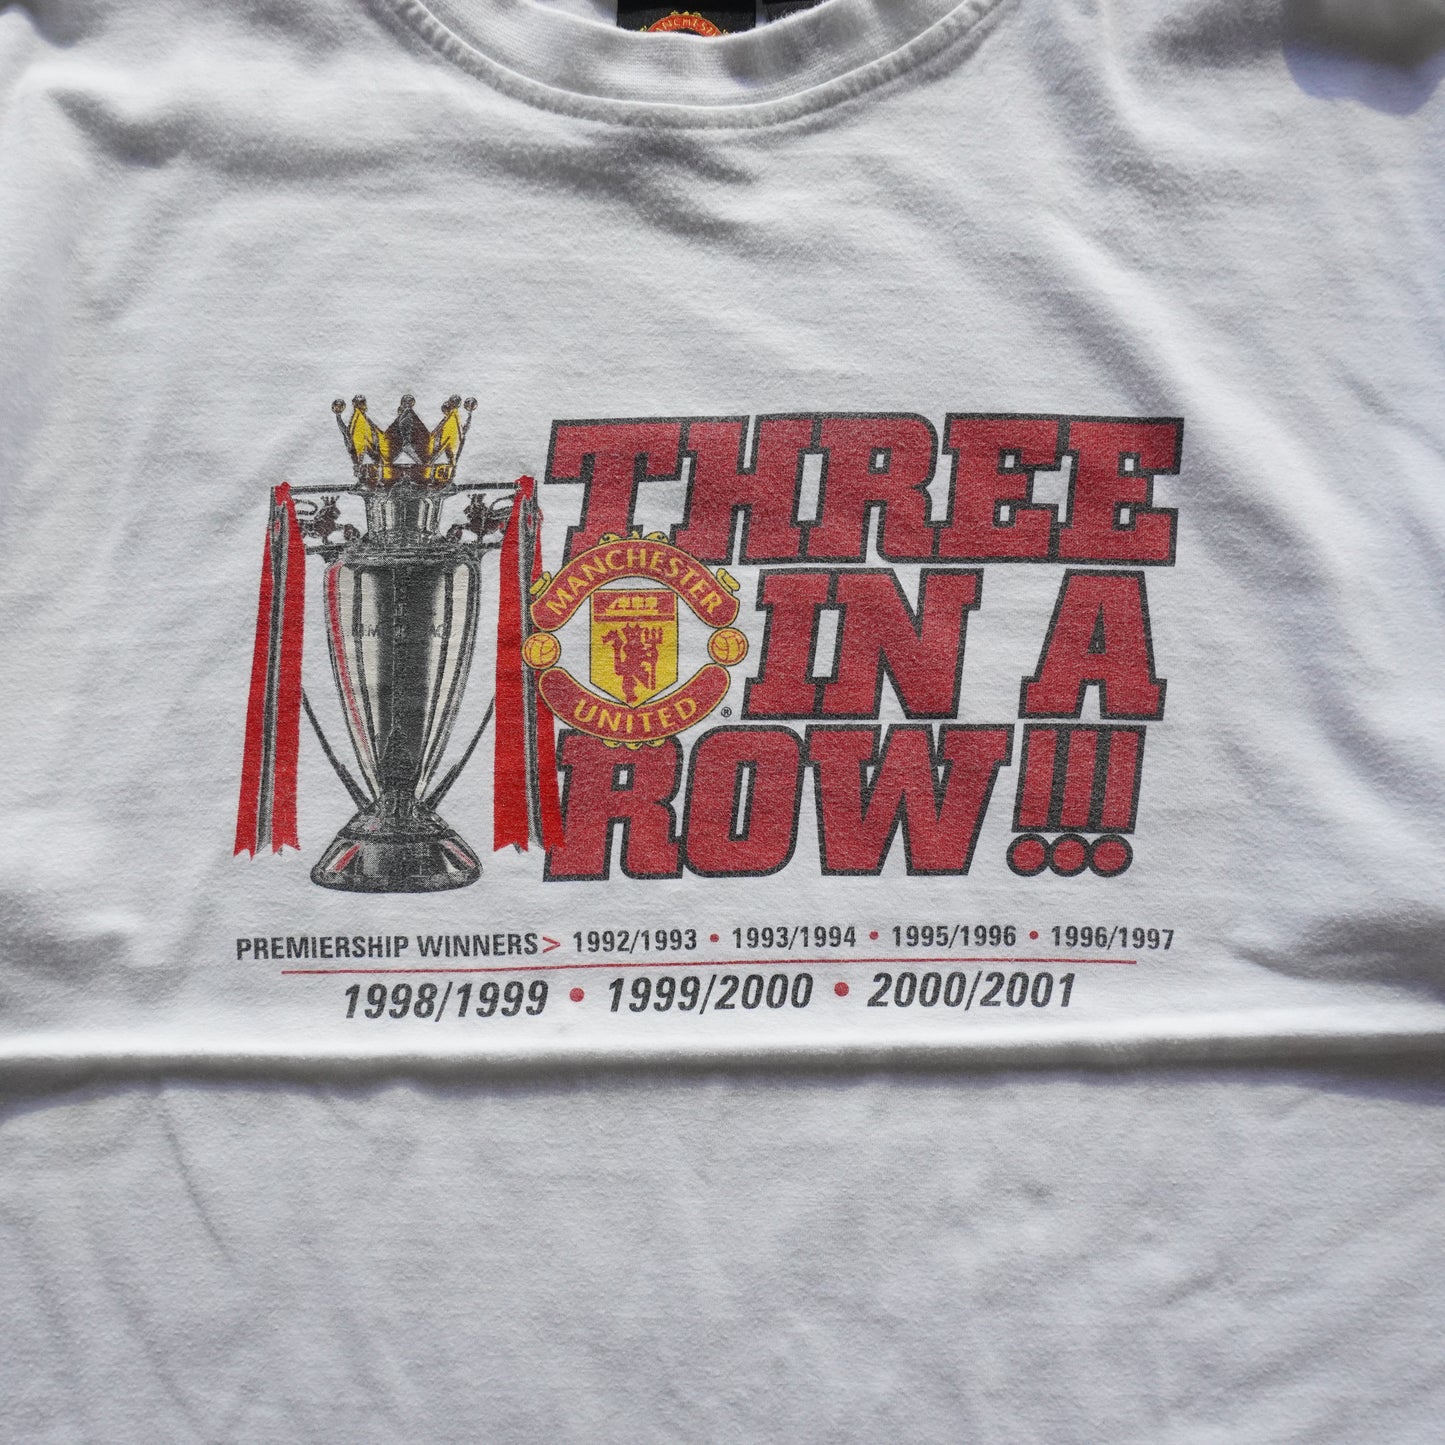 MANCHESTER
THREE
IN A
ROW!!!
MANCHESTER
UNITED
®
PREMIERSHIP WINNERS> 1992/1993 • 1993/1994 • 1995/1996 • 1996/1997
1998/1999 • 1999/2000 • 2000/2001